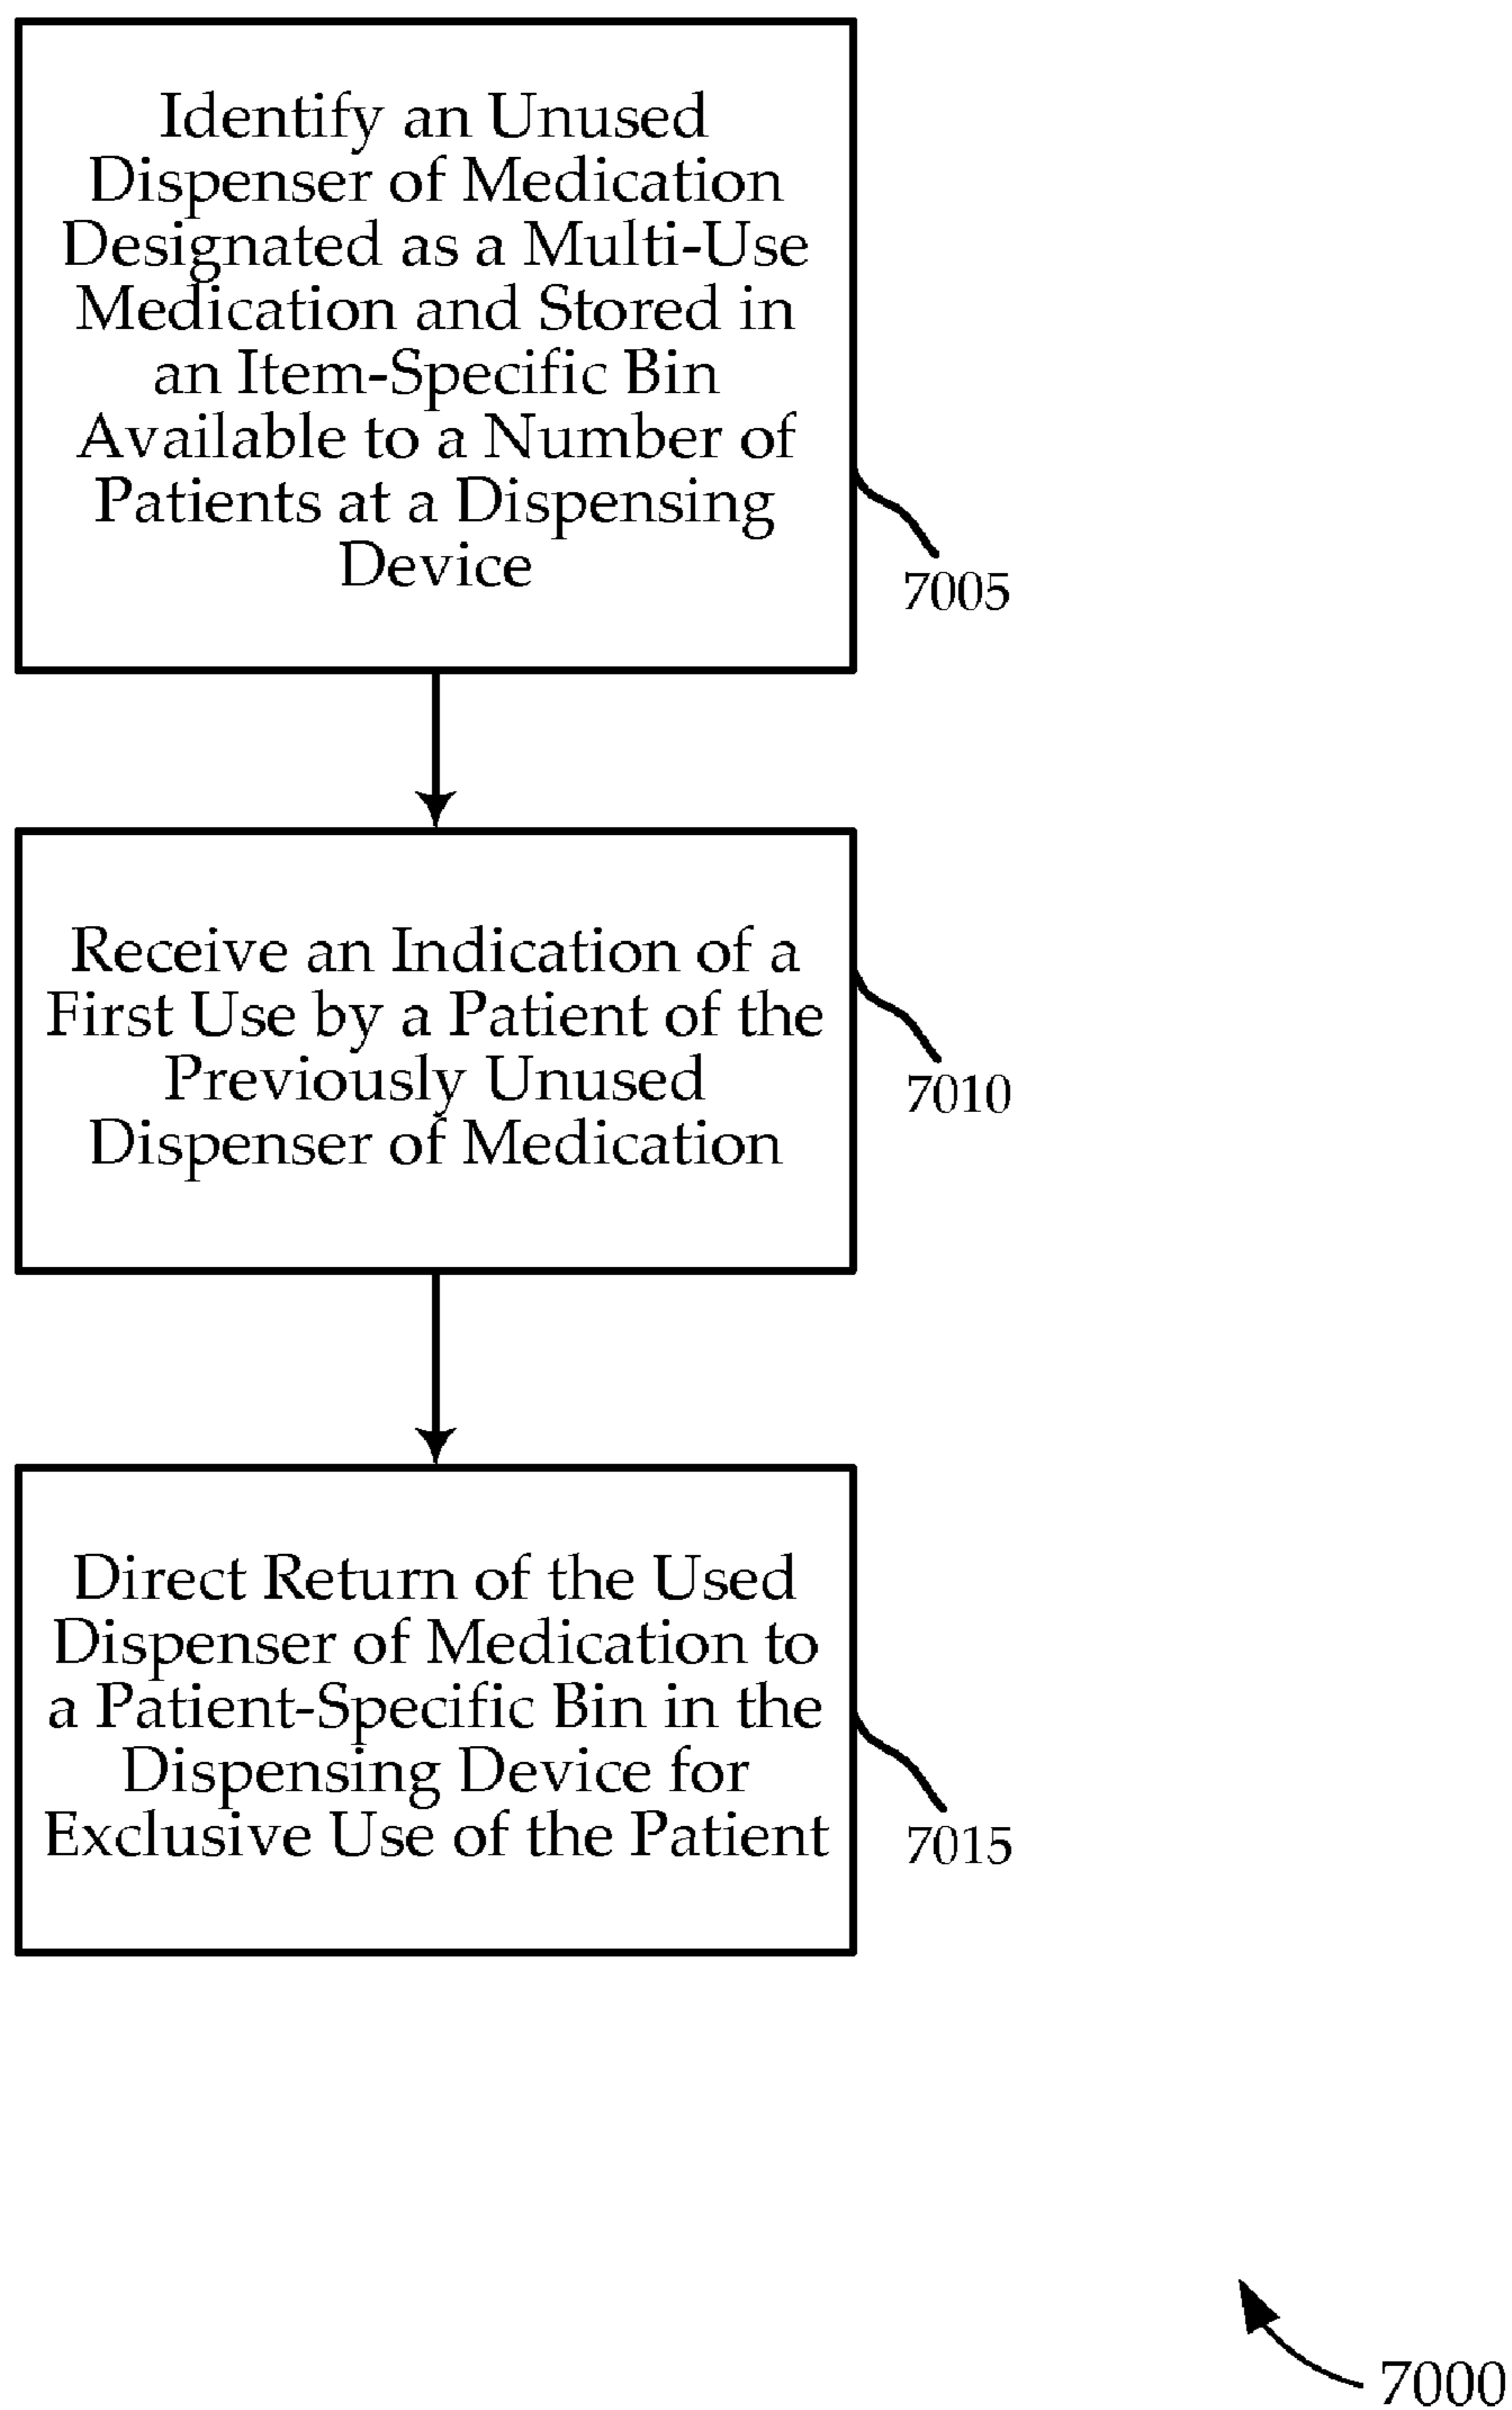 Identify an Unused
Dispenser of Medication
Designated as a Multi-Use
Medication and Stored in
an Item-Specific Bin
Available to a Number of
Patients at a Dispensing
Device
7005
Receive an Indication of a
First Use by a Patient of the
Previously Unused
Dispenser of Medication
7010
Direct Return of the Used
Dispenser of Medication to
a Patient-Specific Bin in the
Dispensing Device for
Exclusive Use of the Patient
7015
7000